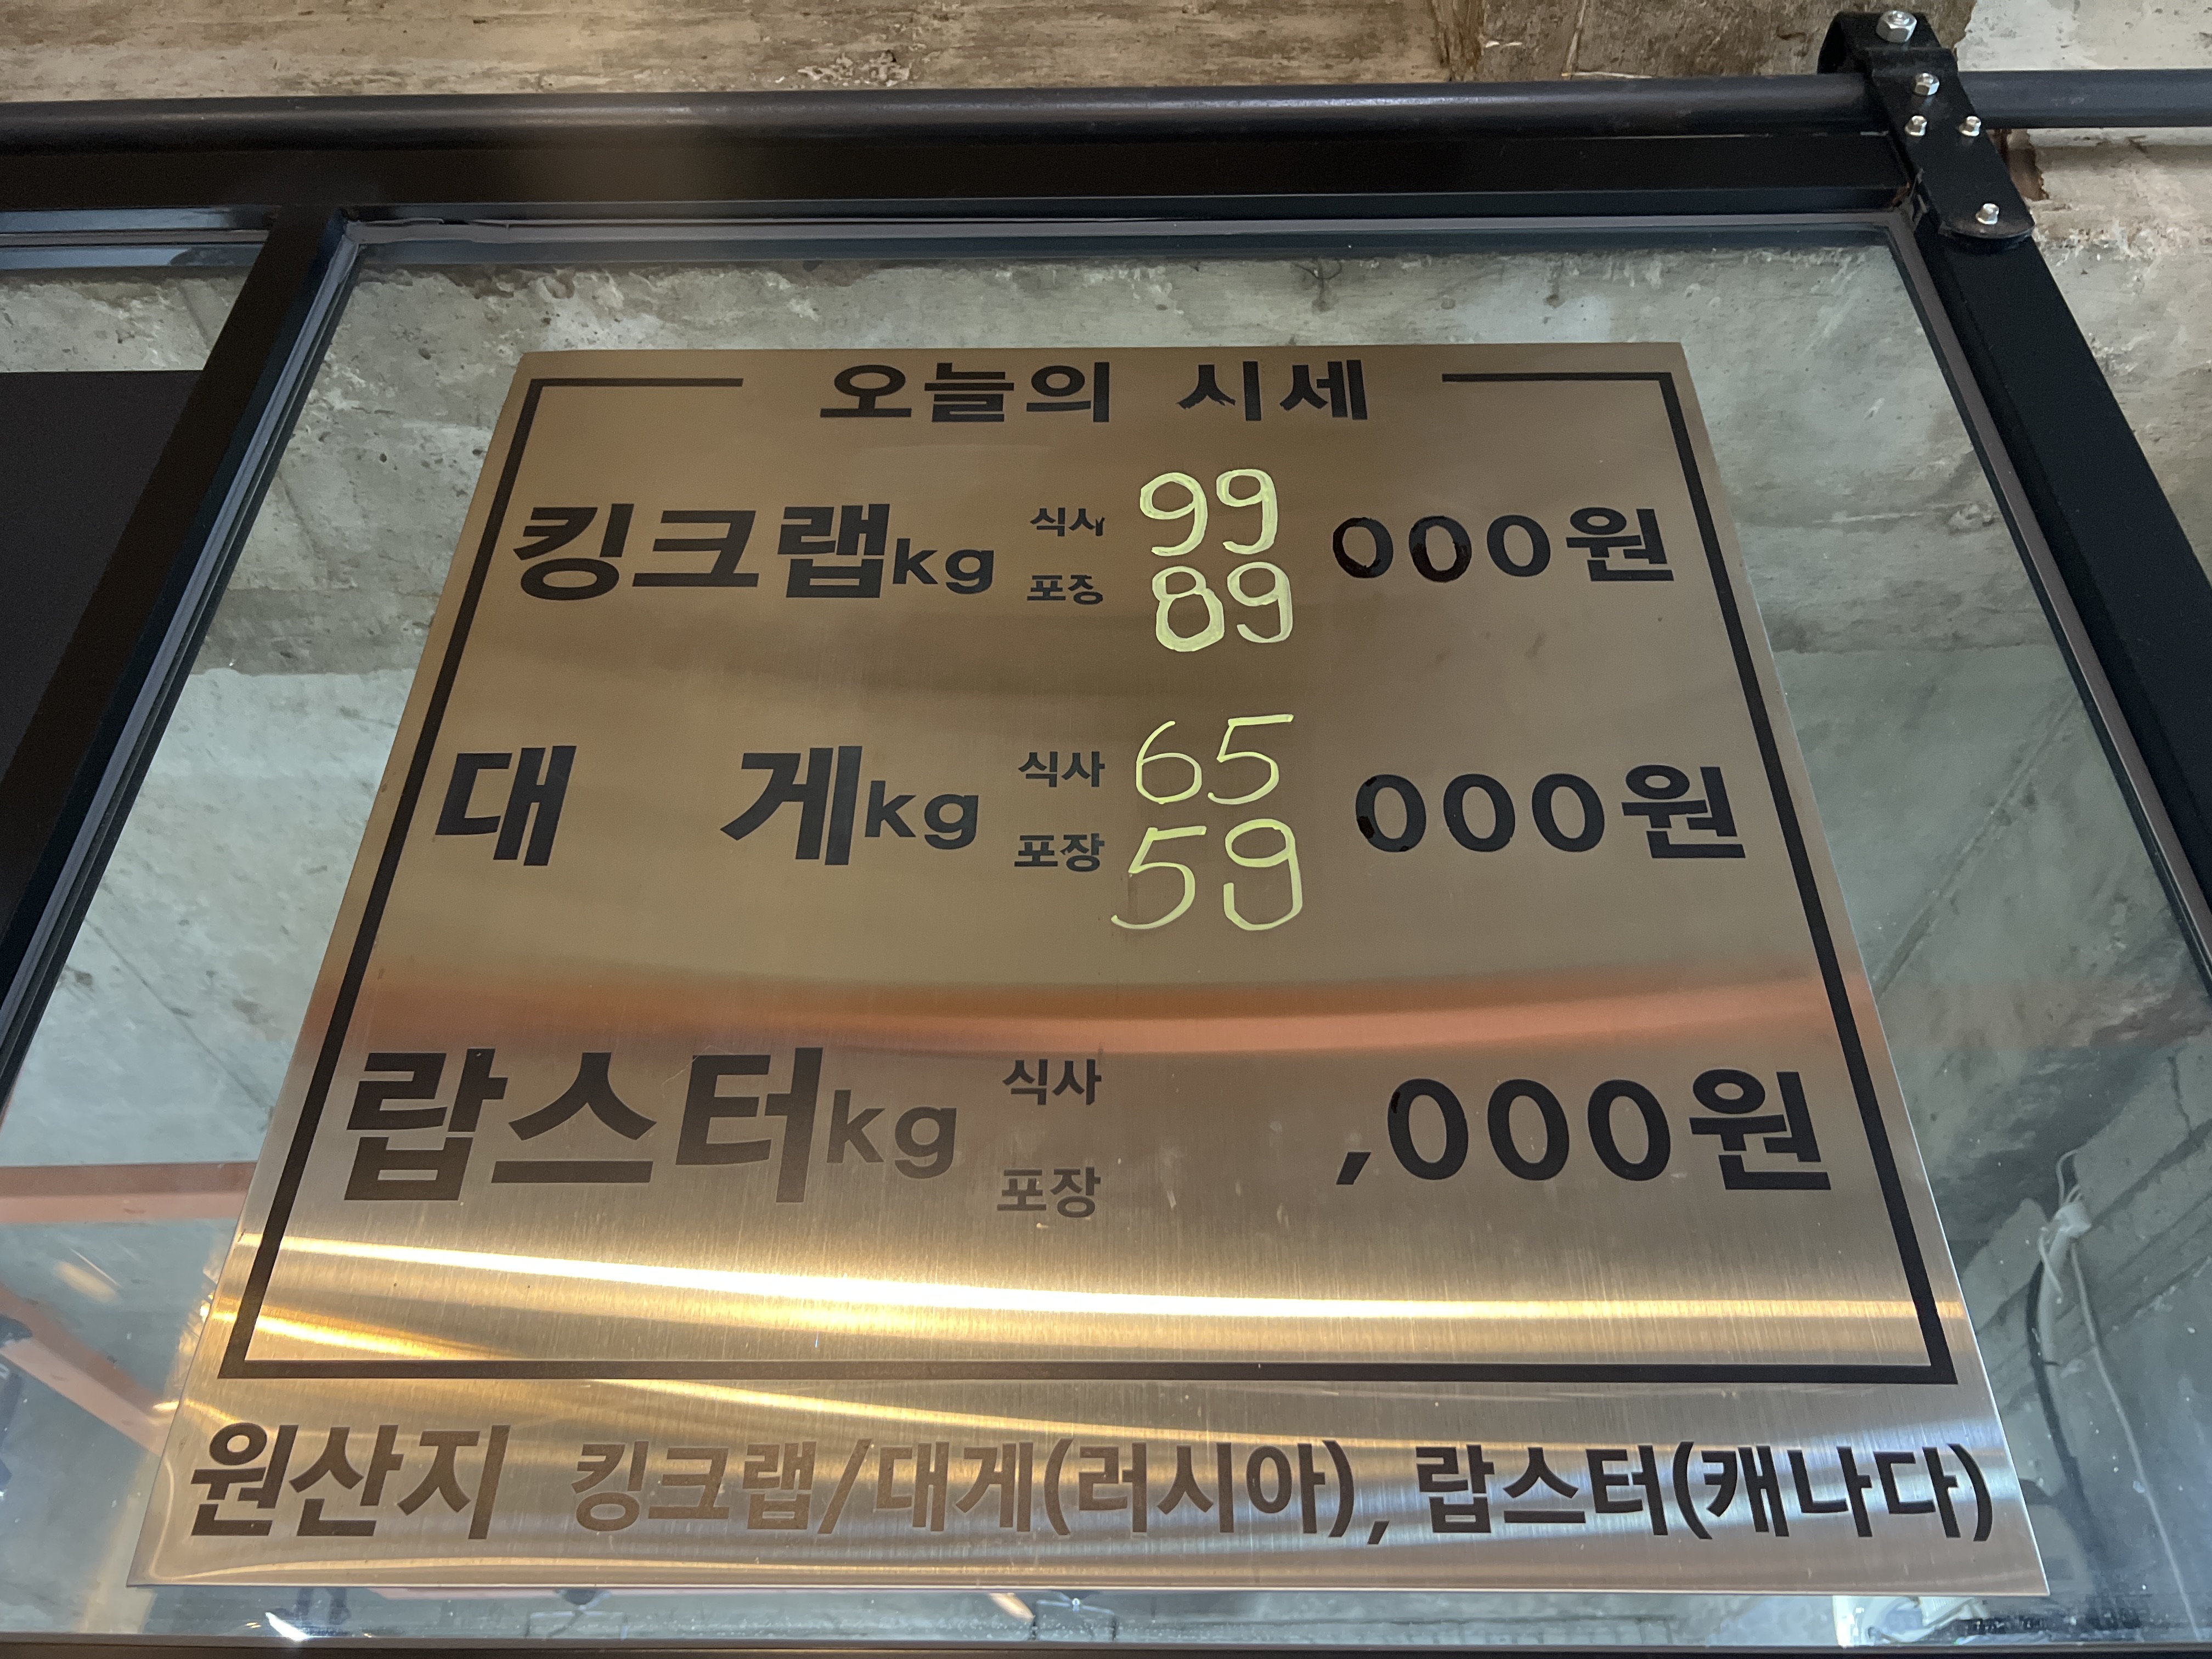 오늘의 시세
킹크랩kg 식사 99 000원
포장 89
대 게kg 식사 65 000원
포장 59
랍스터kg 식사 ,000원
포장
원산지 킹크랩/대게(러시아), 랍스터(캐나다)